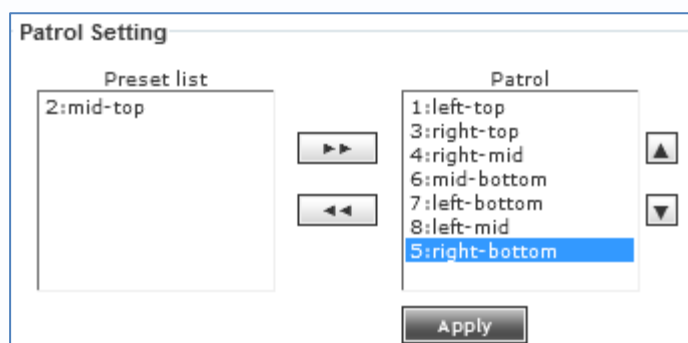 Patrol Setting
Preset list
2:mid-top
Patrol
1:left-top
3:right-top
4:right-mid
6:mid-bottom
7:left-bottom
8:left-mid
5:right-bottom
Apply